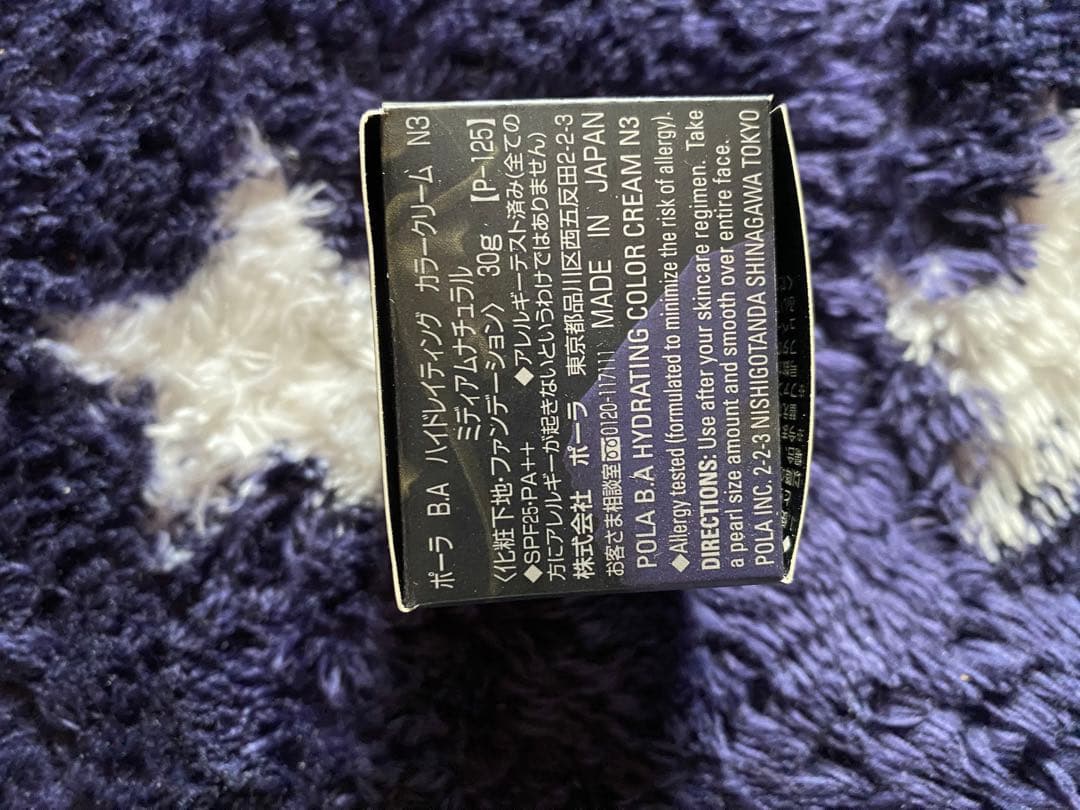 ポーラ B.A ハイドレイティング カラークリーム N3
ミディアムナチュラル
〈化粧下地・ファンデーション〉 30g 【P-125】
◆SPF25・PA++ ◆アレルギーテスト済み(全ての
方にアレルギーが起きないというわけではありません)
株式会社 ポーラ 東京都品川区西五反田2-2-3
お客さま相談室 0120-117111 MADE IN JAPAN
POLA B.A HYDRATING COLOR CREAM N3
◆Allergy tested (formulated to minimize the risk of allergy).
DIRECTIONS: Use after your skincare regimen. Take
a pearl size amount and smooth over entire face.
POLA INC. 2-2-3 NISHIGOTANDA SHINAGAWA TOKYO